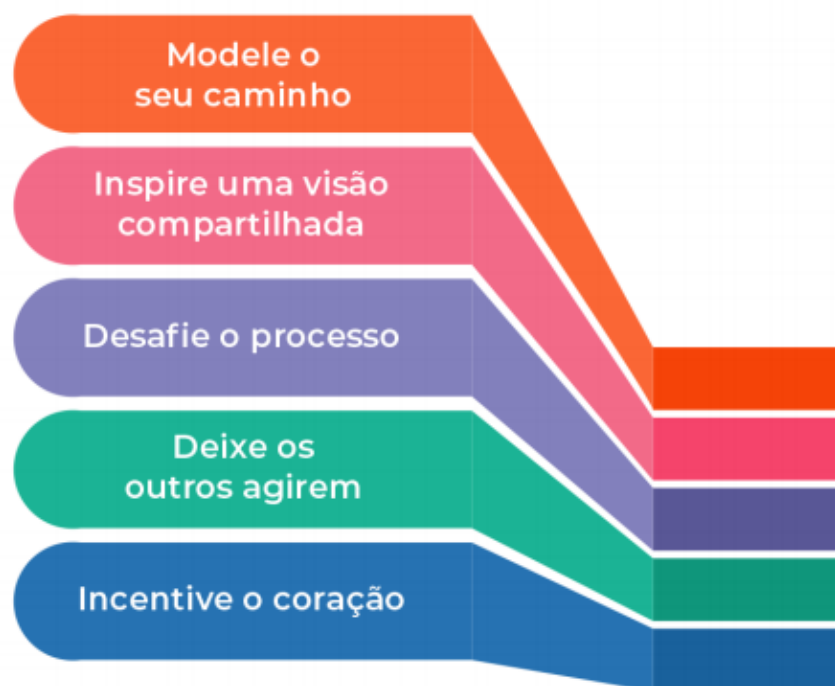 Modele o
seu caminho
Inspire uma visão
compartilhada
Desafie o processo
Deixe os
outros agirem
Incentive o coração